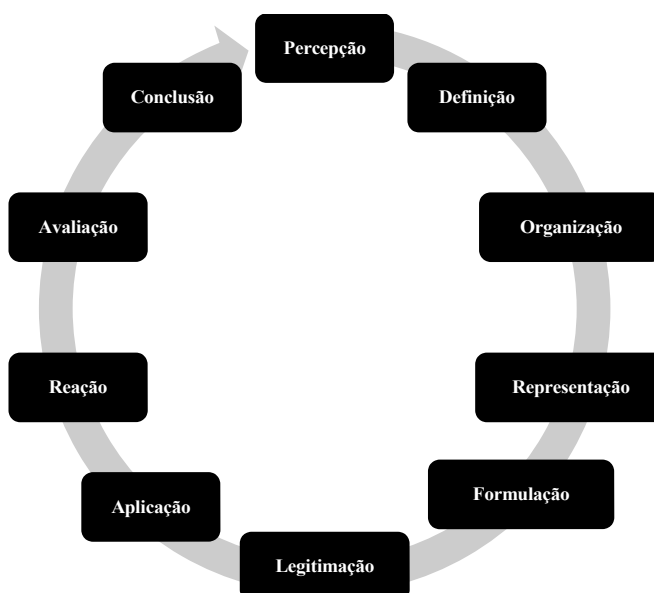 Percepção
Definição
Organização
Representação
Formulação
Legitimação
Aplicação
Reação
Avaliação
Conclusão